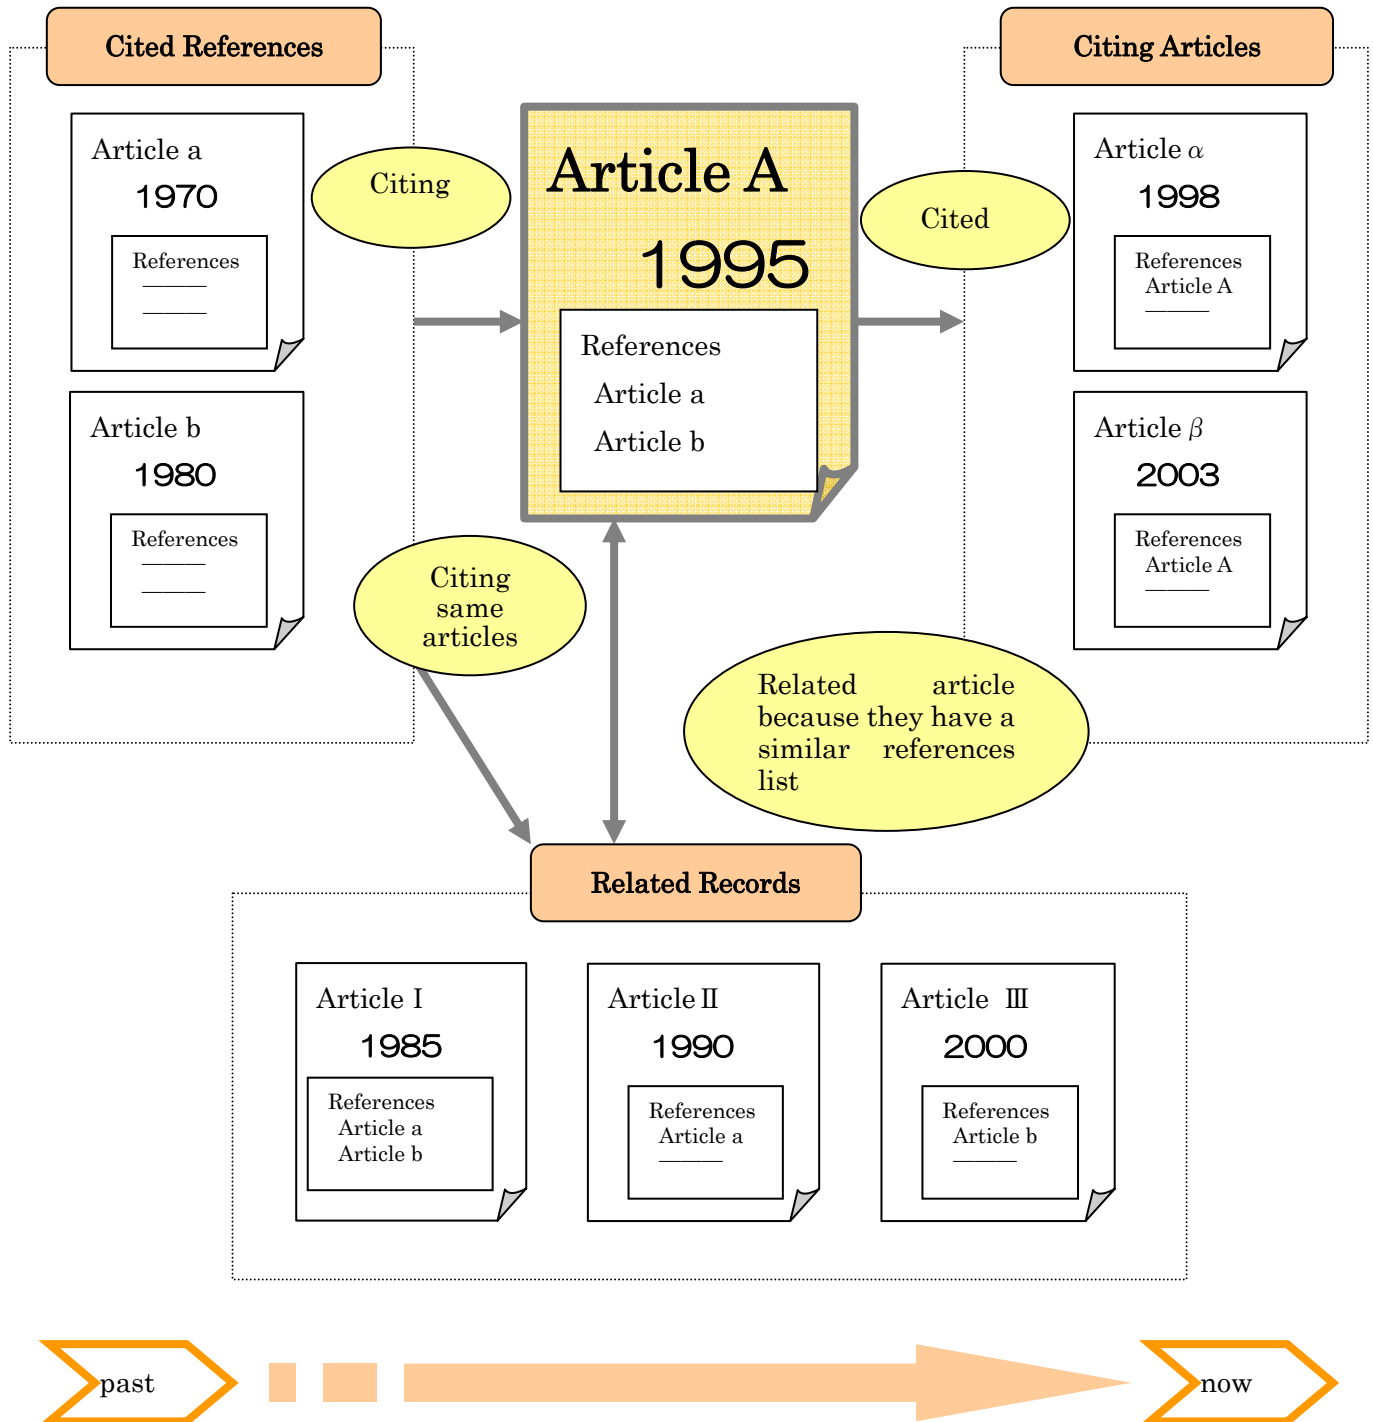 Cited References
Article a
1970
References
Article b
1980
References
Citing
Article A
1995
References
Article a
Article b
Cited
Citing Articles
Article α
1998
References
Article A
Article β
2003
References
Article A
Citing
same
articles
Related article
because they have a
similar references
list
Related Records
Article Ⅰ
1985
References
Article a
Article b
Article Ⅱ
1990
References
Article a
Article Ⅲ
2000
References
Article b
past
now